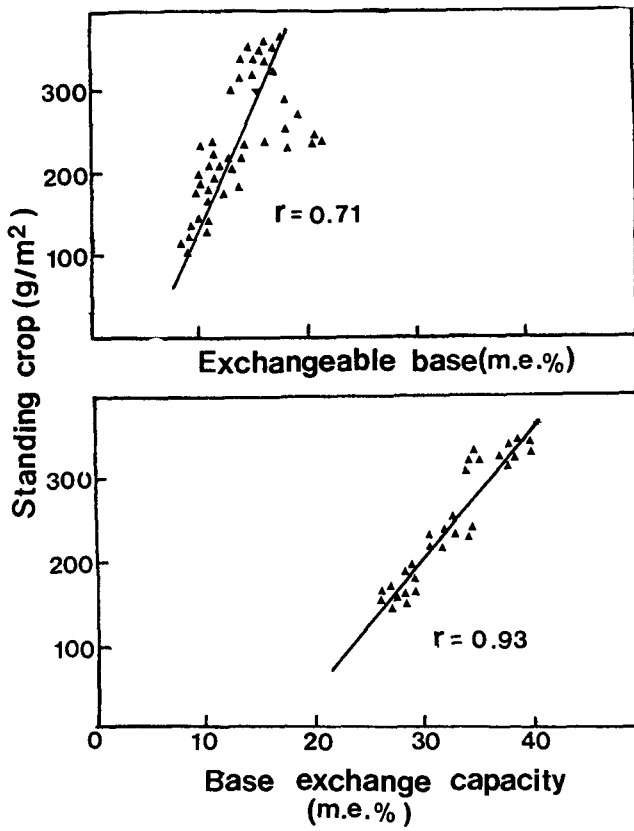 Standing crop (g/m²)
300
200
100
r = 0.71
Exchangeable base(m.e.%)
300
200
100
r = 0.93
0 10 20 30 40
Base exchange capacity
(m.e.%)